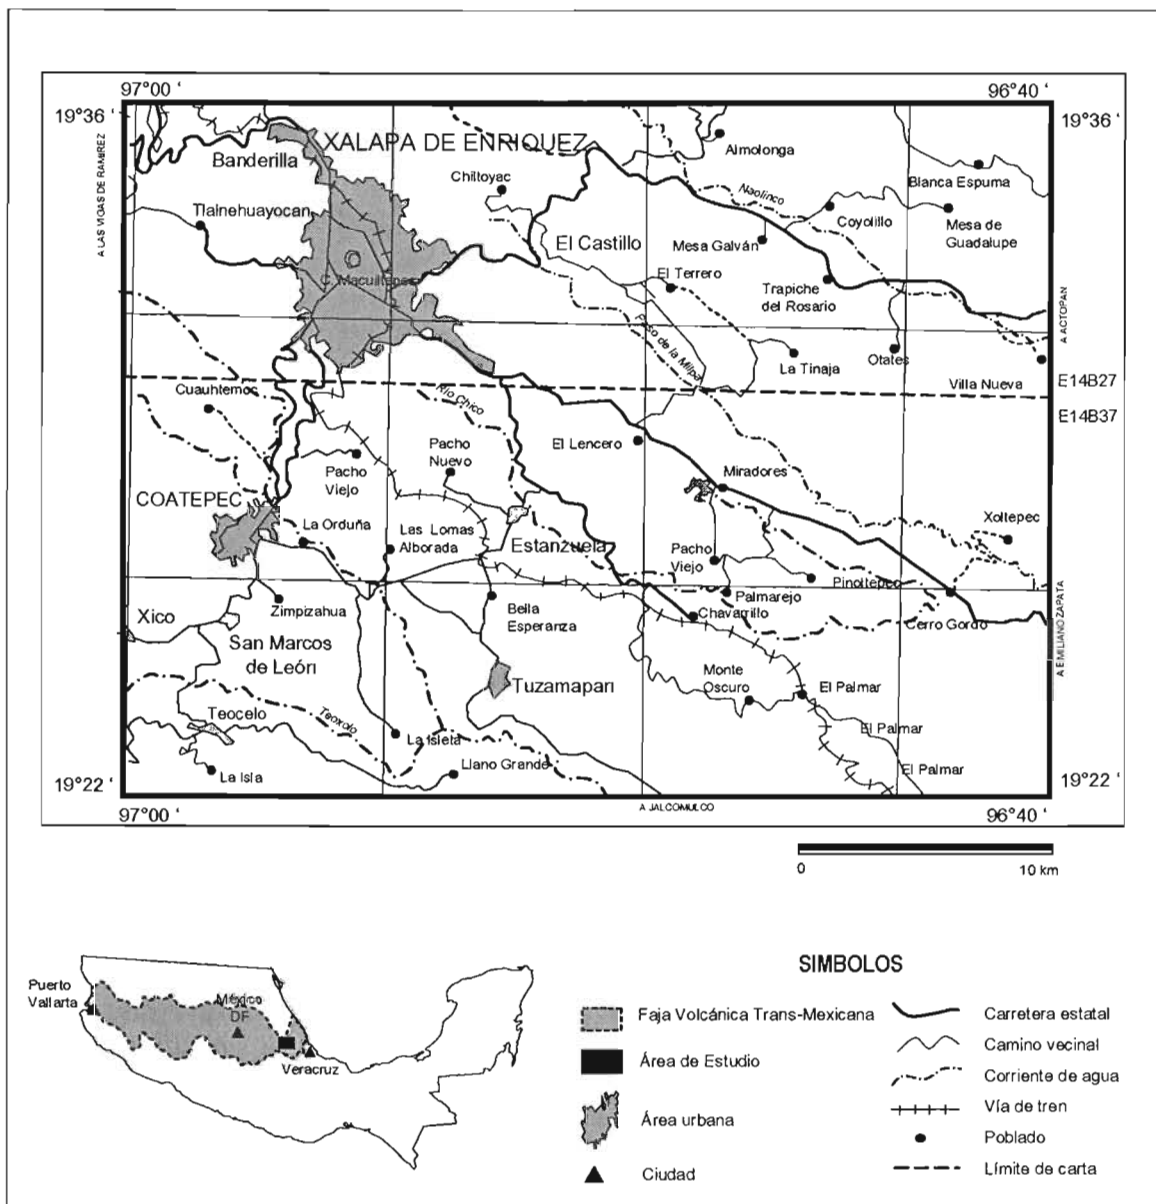 97°00 '
96°40 '
19°36 '
19°36 '
A LAS VIGAS DE RAMIREZ
XALAPA DE ENRIQUEZ
Banderilla
Almolonga
Chiltoyac
Blanca Espuma
Naolinco
Tlalnehuayocan
Coyolillo
Mesa de
Guadalupe
El Castillo
Mesa Galván
El Terrero
C. Macuiltépec
Trapiche
del Rosario
A ACTOPAN
Paso de la Milpa
La Tinaja
Otates
Villa Nueva
E14B27
E14B37
Cuauhtemoc
Río Chico
El Lencero
Pacho
Nuevo
Pacho
Viejo
Miradores
COATEPEC
La Orduña
Las Lomas
Alborada
Estanzuela
Xoltepec
Pacho
Viejo
Pinoltepec
Palmarejo
Zimpizahua
Bella
Esperanza
Chavarrillo
Cerro Gordo
A EMILIANO ZAPATA
Xico
San Marcos
de León
Monte
Oscuro
El Palmar
Tuzamapan
Teocelo
Teoxolo
La Isleta
El Palmar
La Isla
Llano Grande
El Palmar
19°22 '
19°22 '
97°00 '
A JALCOMULCO
96°40 '
0
10 km
Puerto
Vallarta
México
DF
Veracruz
SIMBOLOS
Faja Volcánica Trans-Mexicana
Área de Estudio
Área urbana
Ciudad
Carretera estatal
Camino vecinal
Corriente de agua
Vía de tren
Poblado
Límite de carta